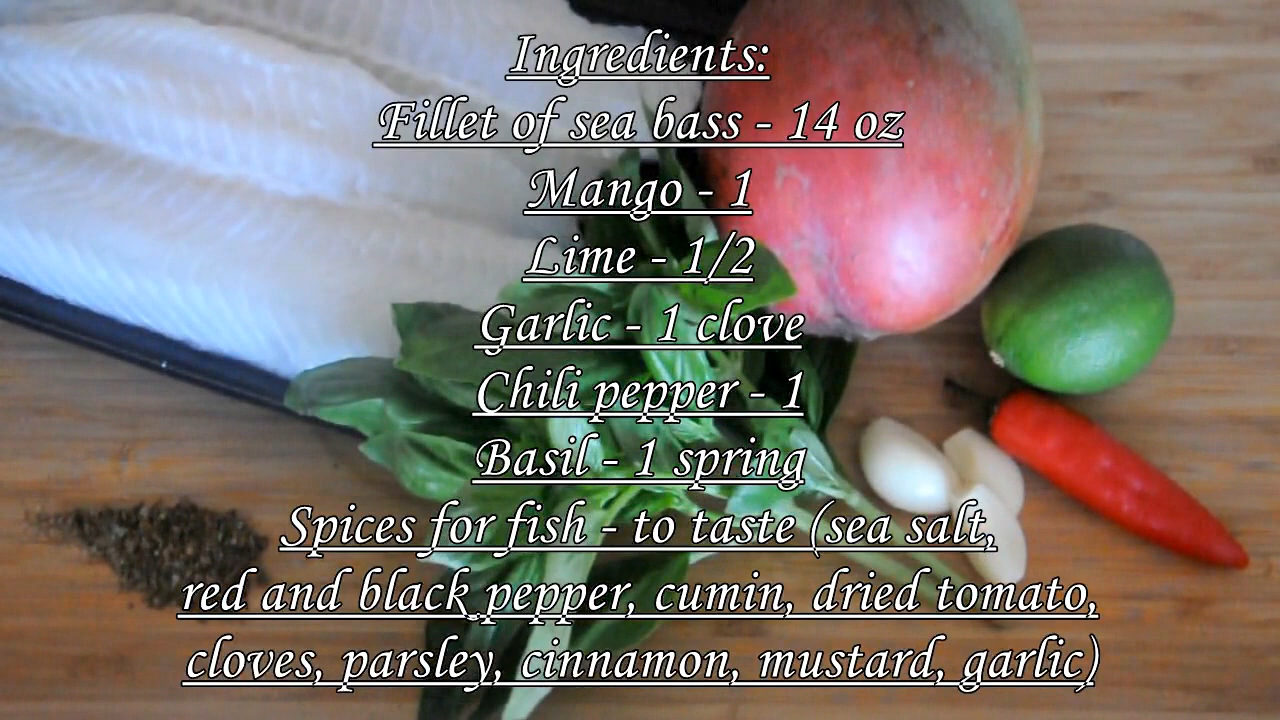 Ingredients:
Fillet of sea bass - 14 oz
Mango - 1
Lime - 1/2
Garlic - 1 clove
Chili pepper - 1
Basil - 1 spring
Spices for fish - to taste (sea salt,
red and black pepper, cumin, dried tomato,
cloves, parsley, cinnamon, mustard, garlic)